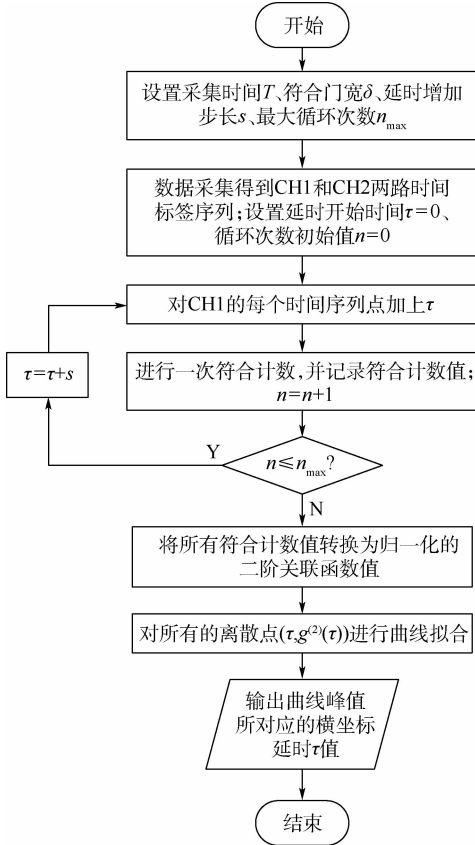 开始
设置采集时间T、符合门宽δ、延时增加
步长s、最大循环次数n_max
数据采集得到CH1和CH2两路时间
标签序列;设置延时开始时间τ=0、
循环次数初始值n=0
对CH1的每个时间序列点加上τ
τ=τ+s
进行一次符合计数,并记录符合计数值;
n=n+1
Y
n≤n_max?
N
将所有符合计数值转换为归一化的
二阶关联函数值
对所有的离散点(τ,g⁽²⁾(τ))进行曲线拟合
输出曲线峰值
所对应的横坐标
延时τ值
结束